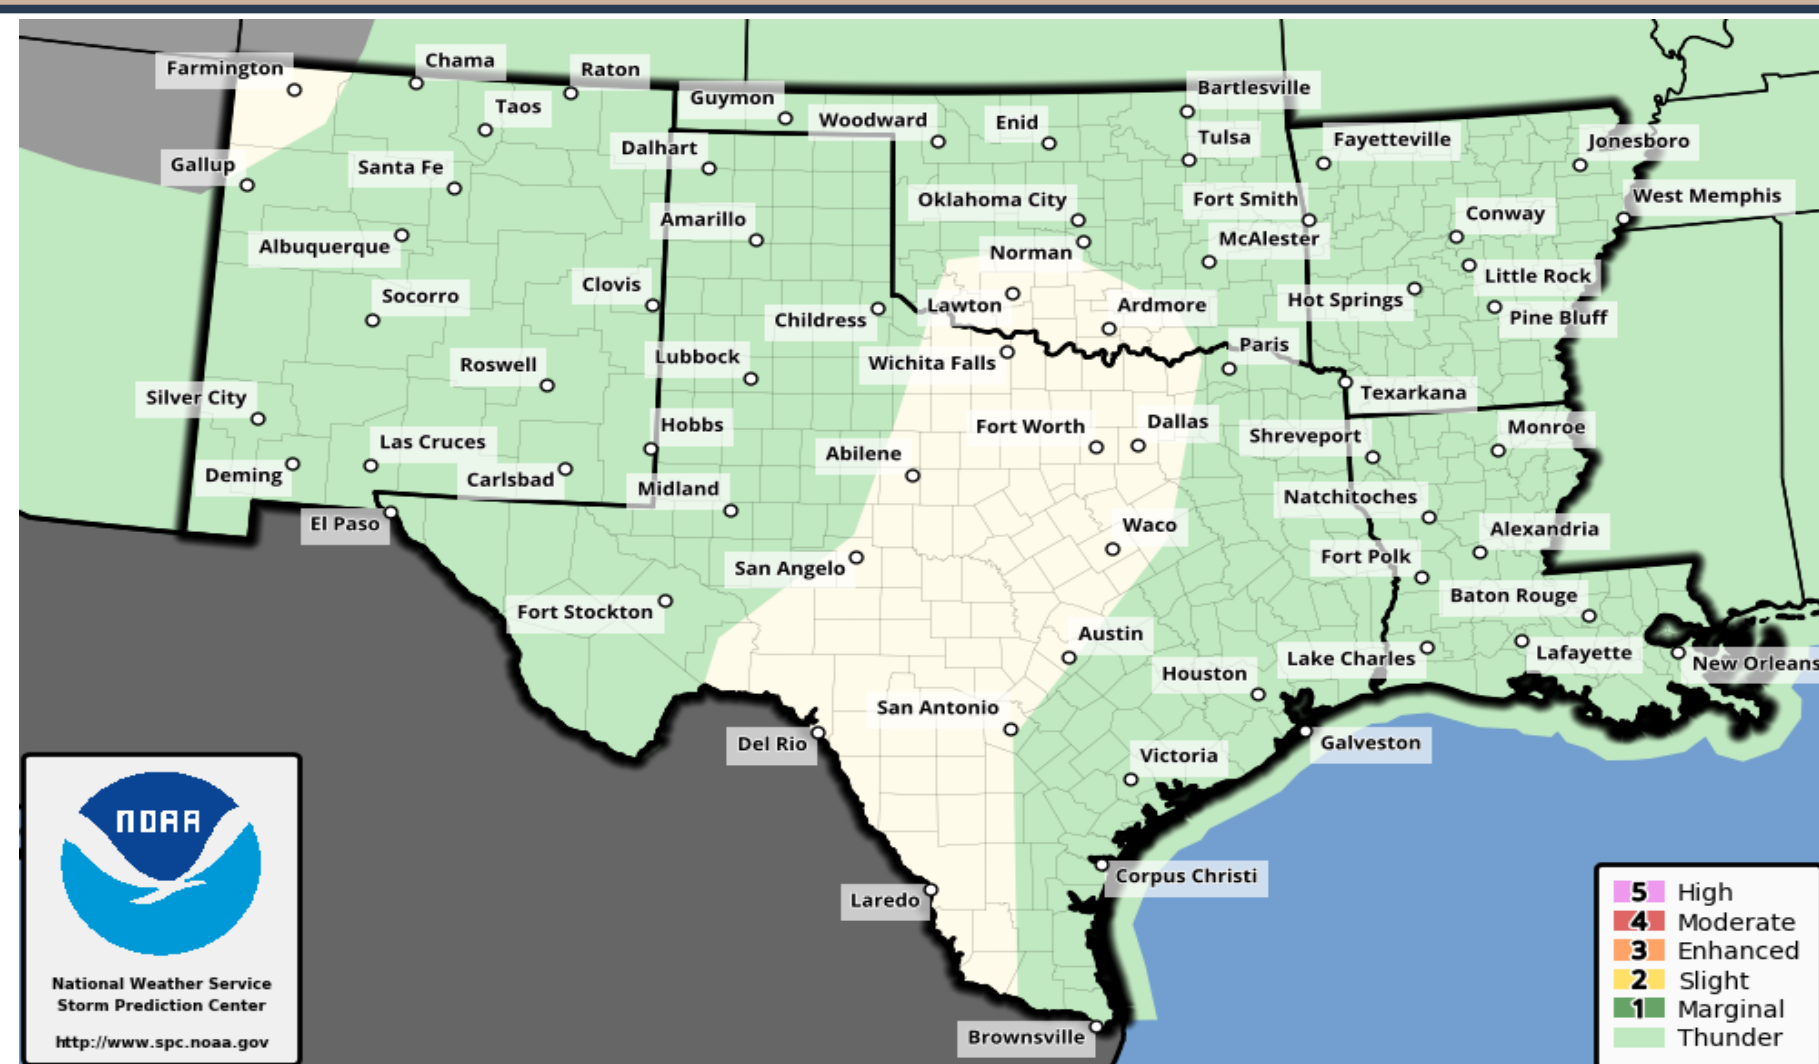 Farmington
Chama
Raton
Taos
Guymon
Woodward
Enid
Bartlesville
Tulsa
Fayetteville
Jonesboro
Gallup
Santa Fe
Dalhart
Oklahoma City
Fort Smith
West Memphis
Albuquerque
Amarillo
Norman
McAlester
Conway
Socorro
Clovis
Childress
Lawton
Ardmore
Hot Springs
Little Rock
Pine Bluff
Roswell
Lubbock
Wichita Falls
Paris
Silver City
Texarkana
Las Cruces
Hobbs
Abilene
Fort Worth
Dallas
Shreveport
Monroe
Deming
Carlsbad
Midland
Natchitoches
El Paso
San Angelo
Waco
Fort Polk
Alexandria
Fort Stockton
Austin
Baton Rouge
Houston
Lake Charles
Lafayette
New Orleans
Del Rio
San Antonio
Galveston
Victoria
Laredo
Corpus Christi
Brownsville
NOAA
National Weather Service
Storm Prediction Center
http://www.spc.noaa.gov
5 High
4 Moderate
3 Enhanced
2 Slight
1 Marginal
Thunder